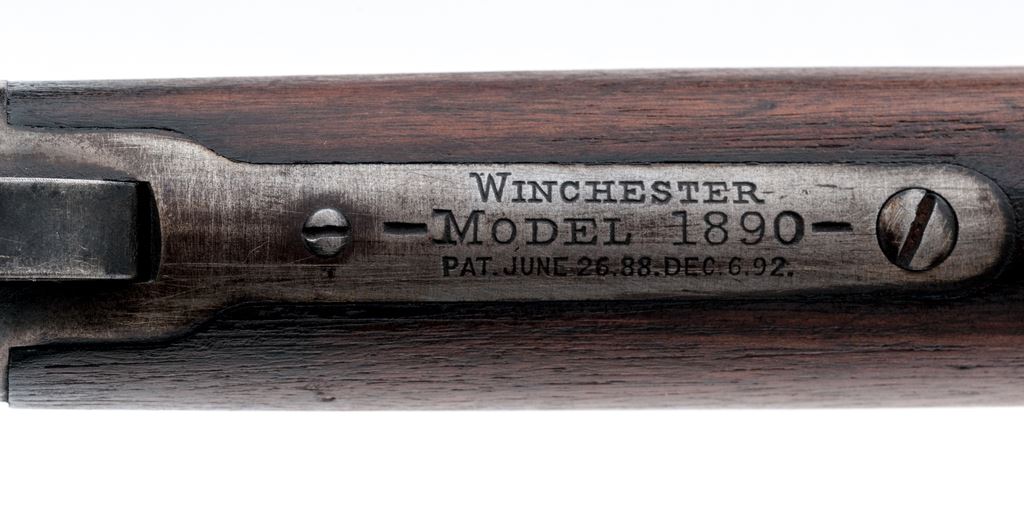 WINCHESTER
-MODEL 1890-
PAT. JUNE 26.88. DEC. 6.92.